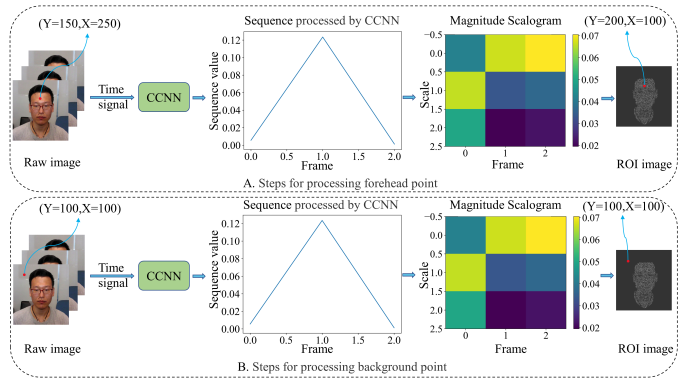 (Y=150,X=250)
Sequence processed by CCNN
Magnitude Scalogram
(Y=200,X=100)
Time
signal
CCNN
Sequence value
0.12
0.10
0.08
0.06
0.04
0.02
0.00
0.0
0.5
1.0
1.5
2.0
Frame
Scale
−0.5
0.0
0.5
1.0
1.5
2.0
2.5
0
1
2
Frame
0.07
0.06
0.05
0.04
0.03
0.02
Raw image
ROI image
A. Steps for processing forehead point
(Y=100,X=100)
Sequence processed by CCNN
Magnitude Scalogram
(Y=100,X=100)
Time
signal
CCNN
Sequence value
0.12
0.10
0.08
0.06
0.04
0.02
0.00
0.0
0.5
1.0
1.5
2.0
Frame
Scale
−0.5
0.0
0.5
1.0
1.5
2.0
2.5
0
1
2
Frame
0.07
0.06
0.05
0.04
0.03
0.02
Raw image
ROI image
B. Steps for processing background point